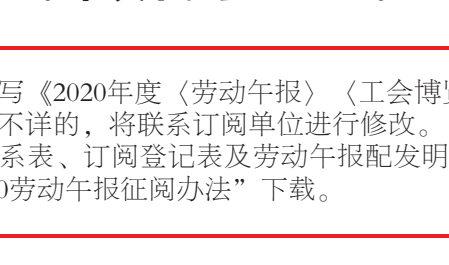 写《2020年度〈劳动午报〉〈工会博
不详的，将联系订阅单位进行修改。
系表、订阅登记表及劳动午报配发明
0劳动午报征阅办法”下载。